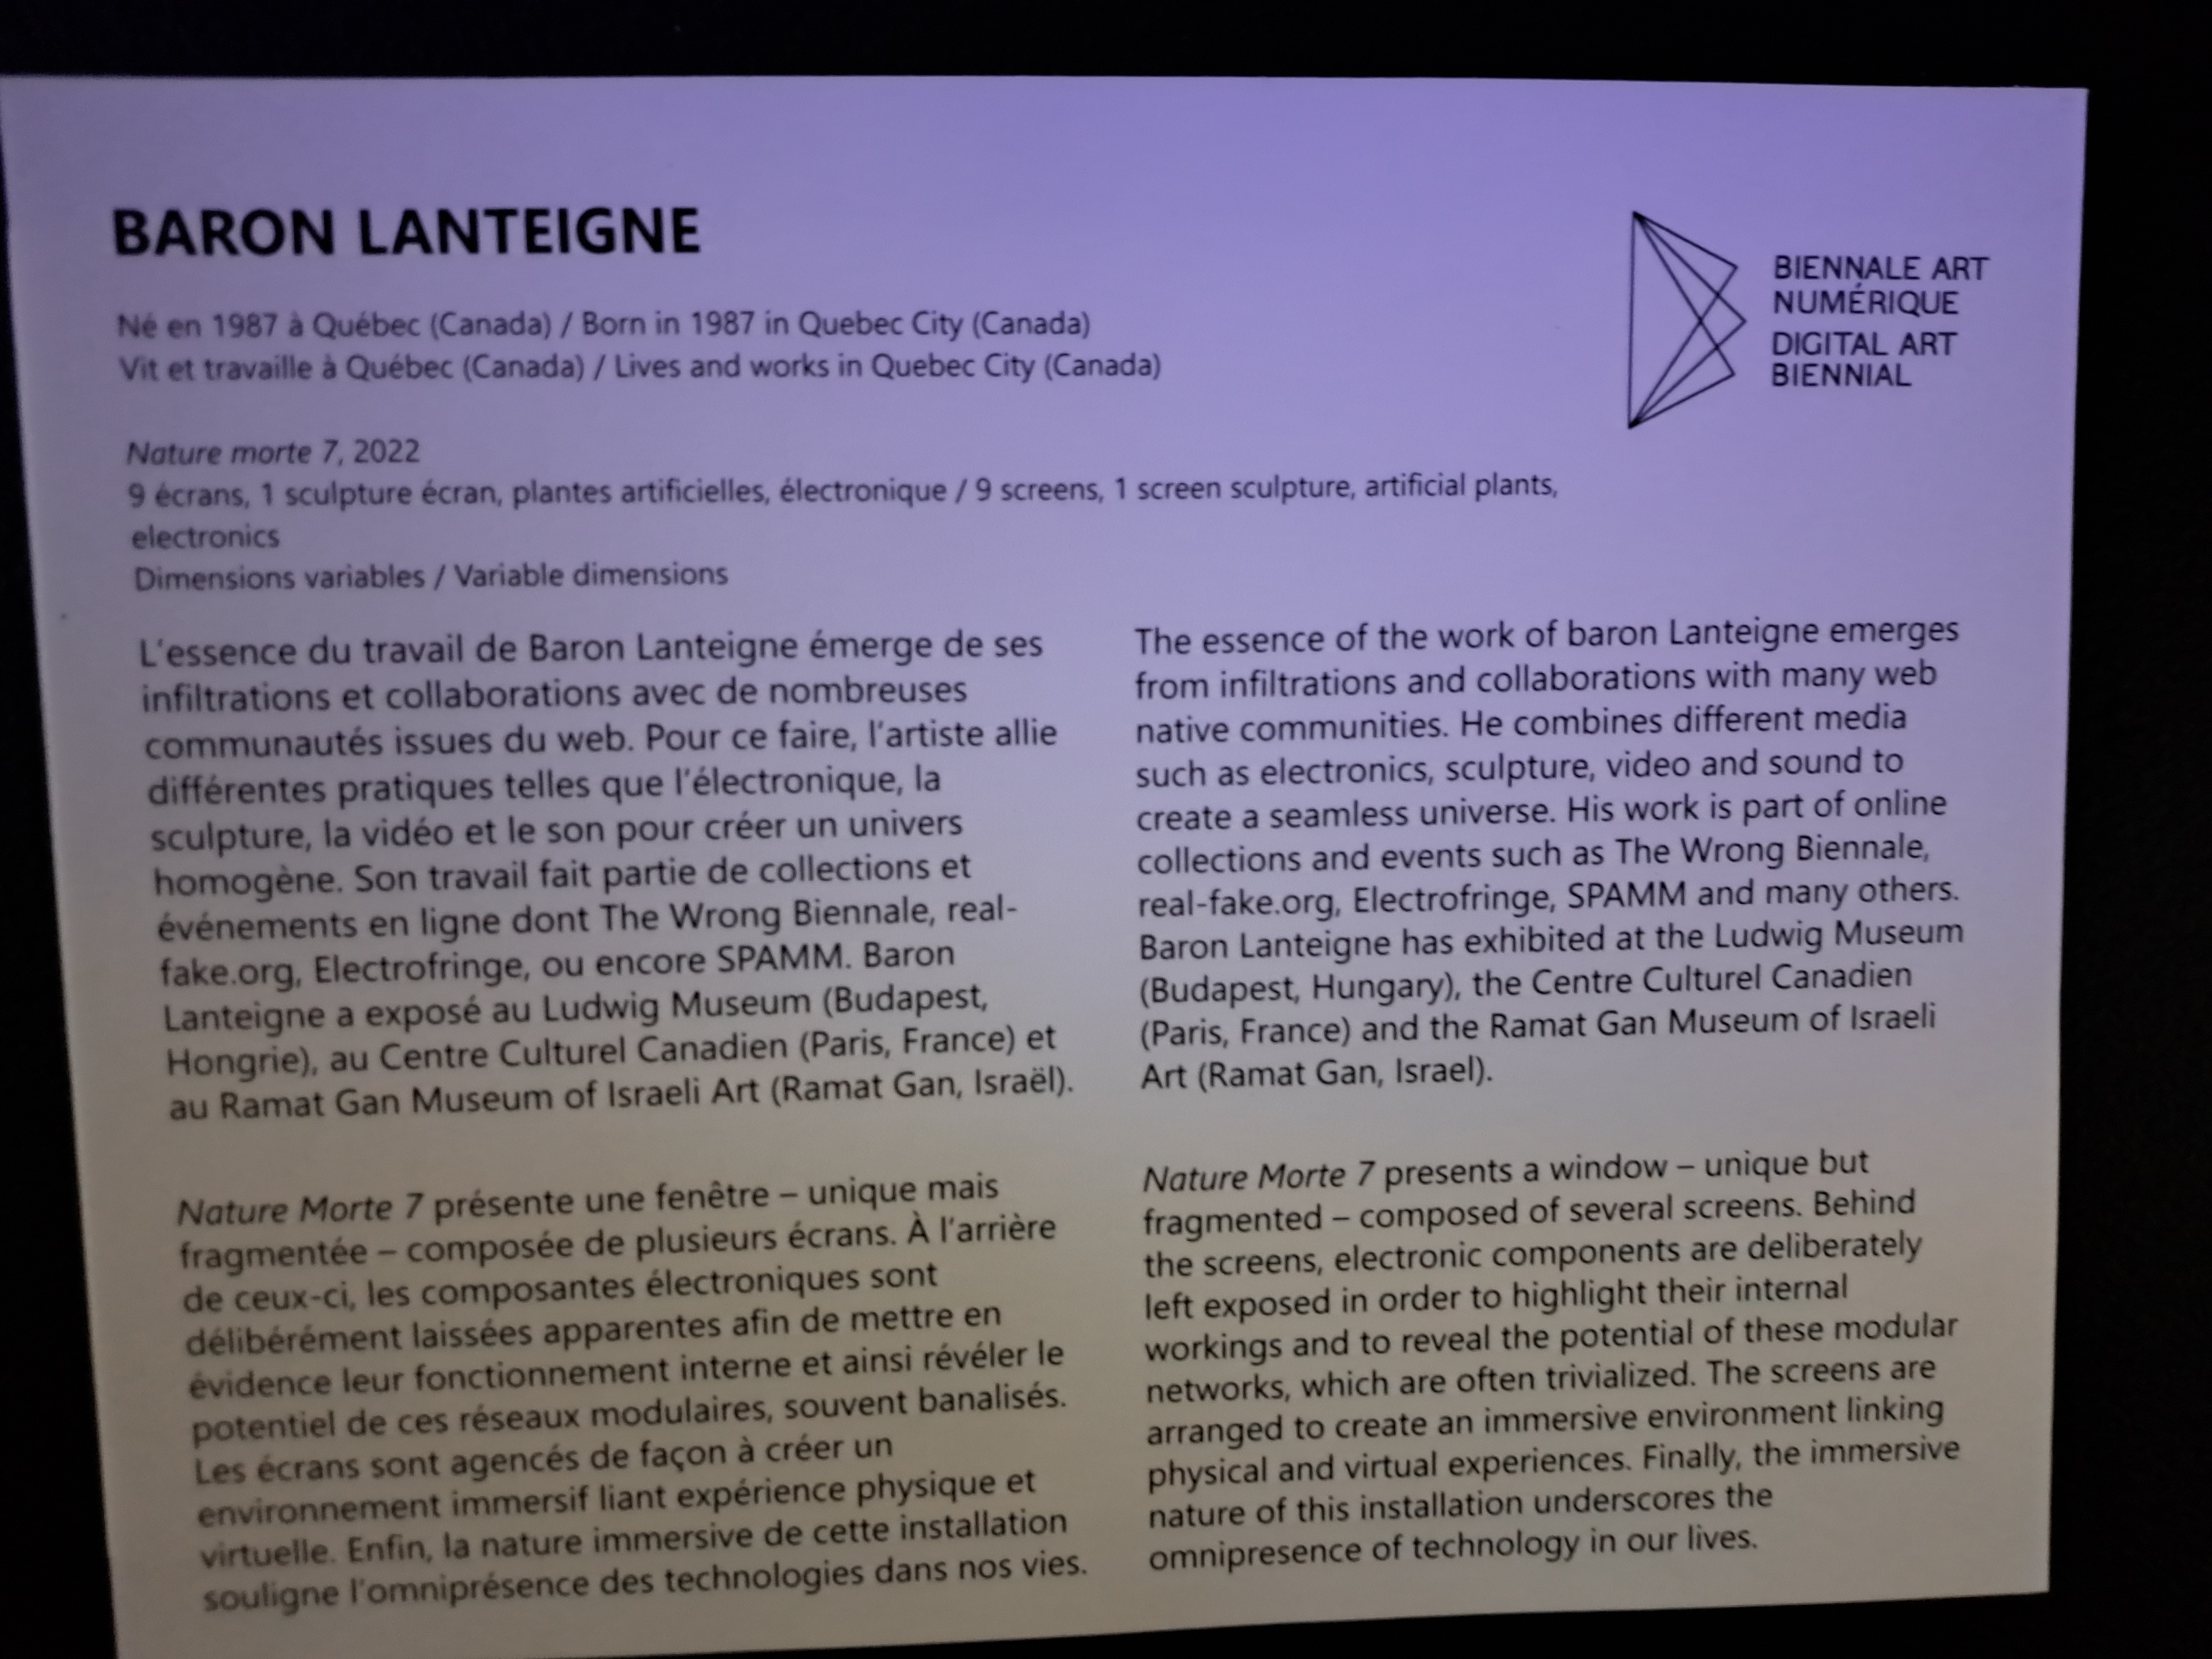 BARON LANTEIGNE
BIENNALE ART
NUMÉRIQUE
DIGITAL ART
BIENNIAL
Né en 1987 à Québec (Canada) / Born in 1987 in Quebec City (Canada)
Vit et travaille à Québec (Canada) / Lives and works in Quebec City (Canada)
Nature morte 7, 2022
9 écrans, 1 sculpture écran, plantes artificielles, électronique / 9 screens, 1 screen sculpture, artificial plants,
electronics
Dimensions variables / Variable dimensions
L'essence du travail de Baron Lanteigne émerge de ses
infiltrations et collaborations avec de nombreuses
communautés issues du web. Pour ce faire, l'artiste allie
différentes pratiques telles que l'électronique, la
sculpture, la vidéo et le son pour créer un univers
homogène. Son travail fait partie de collections et
événements en ligne dont The Wrong Biennale, real-
fake.org, Electrofringe, ou encore SPAMM. Baron
Lanteigne a exposé au Ludwig Museum (Budapest,
Hongrie), au Centre Culturel Canadien (Paris, France) et
au Ramat Gan Museum of Israeli Art (Ramat Gan, Israël).
Nature Morte 7 présente une fenêtre – unique mais
fragmentée – composée de plusieurs écrans. À l'arrière
de ceux-ci, les composantes électroniques sont
délibérément laissées apparentes afin de mettre en
évidence leur fonctionnement interne et ainsi révéler le
potentiel de ces réseaux modulaires, souvent banalisés.
Les écrans sont agencés de façon à créer un
environnement immersif liant expérience physique et
virtuelle. Enfin, la nature immersive de cette installation
souligne l'omniprésence des technologies dans nos vies.
The essence of the work of baron Lanteigne emerges
from infiltrations and collaborations with many web
native communities. He combines different media
such as electronics, sculpture, video and sound to
create a seamless universe. His work is part of online
collections and events such as The Wrong Biennale,
real-fake.org, Electrofringe, SPAMM and many others.
Baron Lanteigne has exhibited at the Ludwig Museum
(Budapest, Hungary), the Centre Culturel Canadien
(Paris, France) and the Ramat Gan Museum of Israeli
Art (Ramat Gan, Israel).
Nature Morte 7 presents a window – unique but
fragmented – composed of several screens. Behind
the screens, electronic components are deliberately
left exposed in order to highlight their internal
workings and to reveal the potential of these modular
networks, which are often trivialized. The screens are
arranged to create an immersive environment linking
physical and virtual experiences. Finally, the immersive
nature of this installation underscores the
omnipresence of technology in our lives.